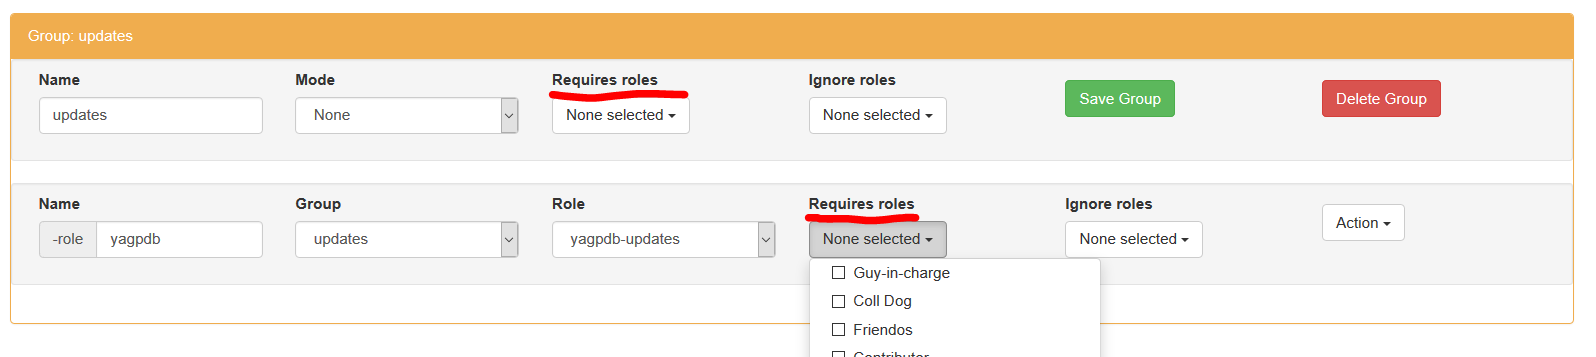 Group: updates
Name Mode Requires roles Ignore roles
updates None None selected None selected Save Group Delete Group
Name Group Role Requires roles Ignore roles
-role yagpdb updates yagpdb-updates None selected None selected Action
Guy-in-charge
Coll Dog
Friendos
Contributor